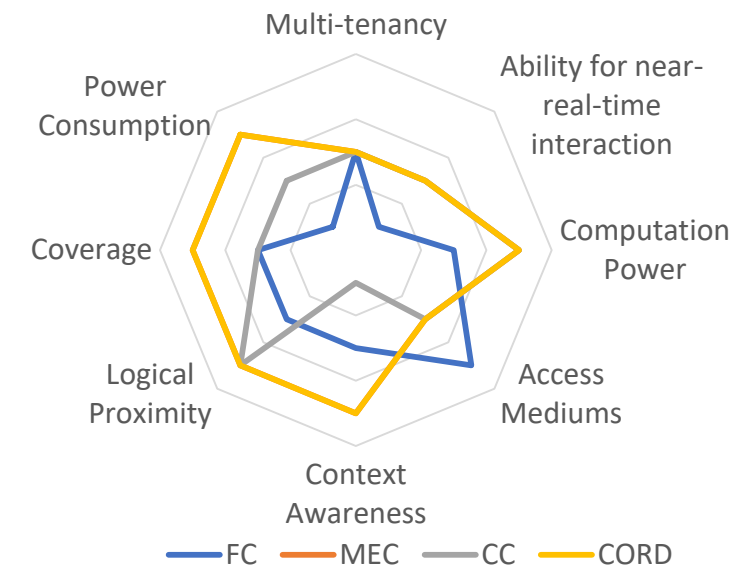 Multi-tenancy
Ability for near-
real-time
interaction
Computation
Power
Access
Mediums
Context
Awareness
Logical
Proximity
Coverage
Power
Consumption
FC
MEC
CC
CORD